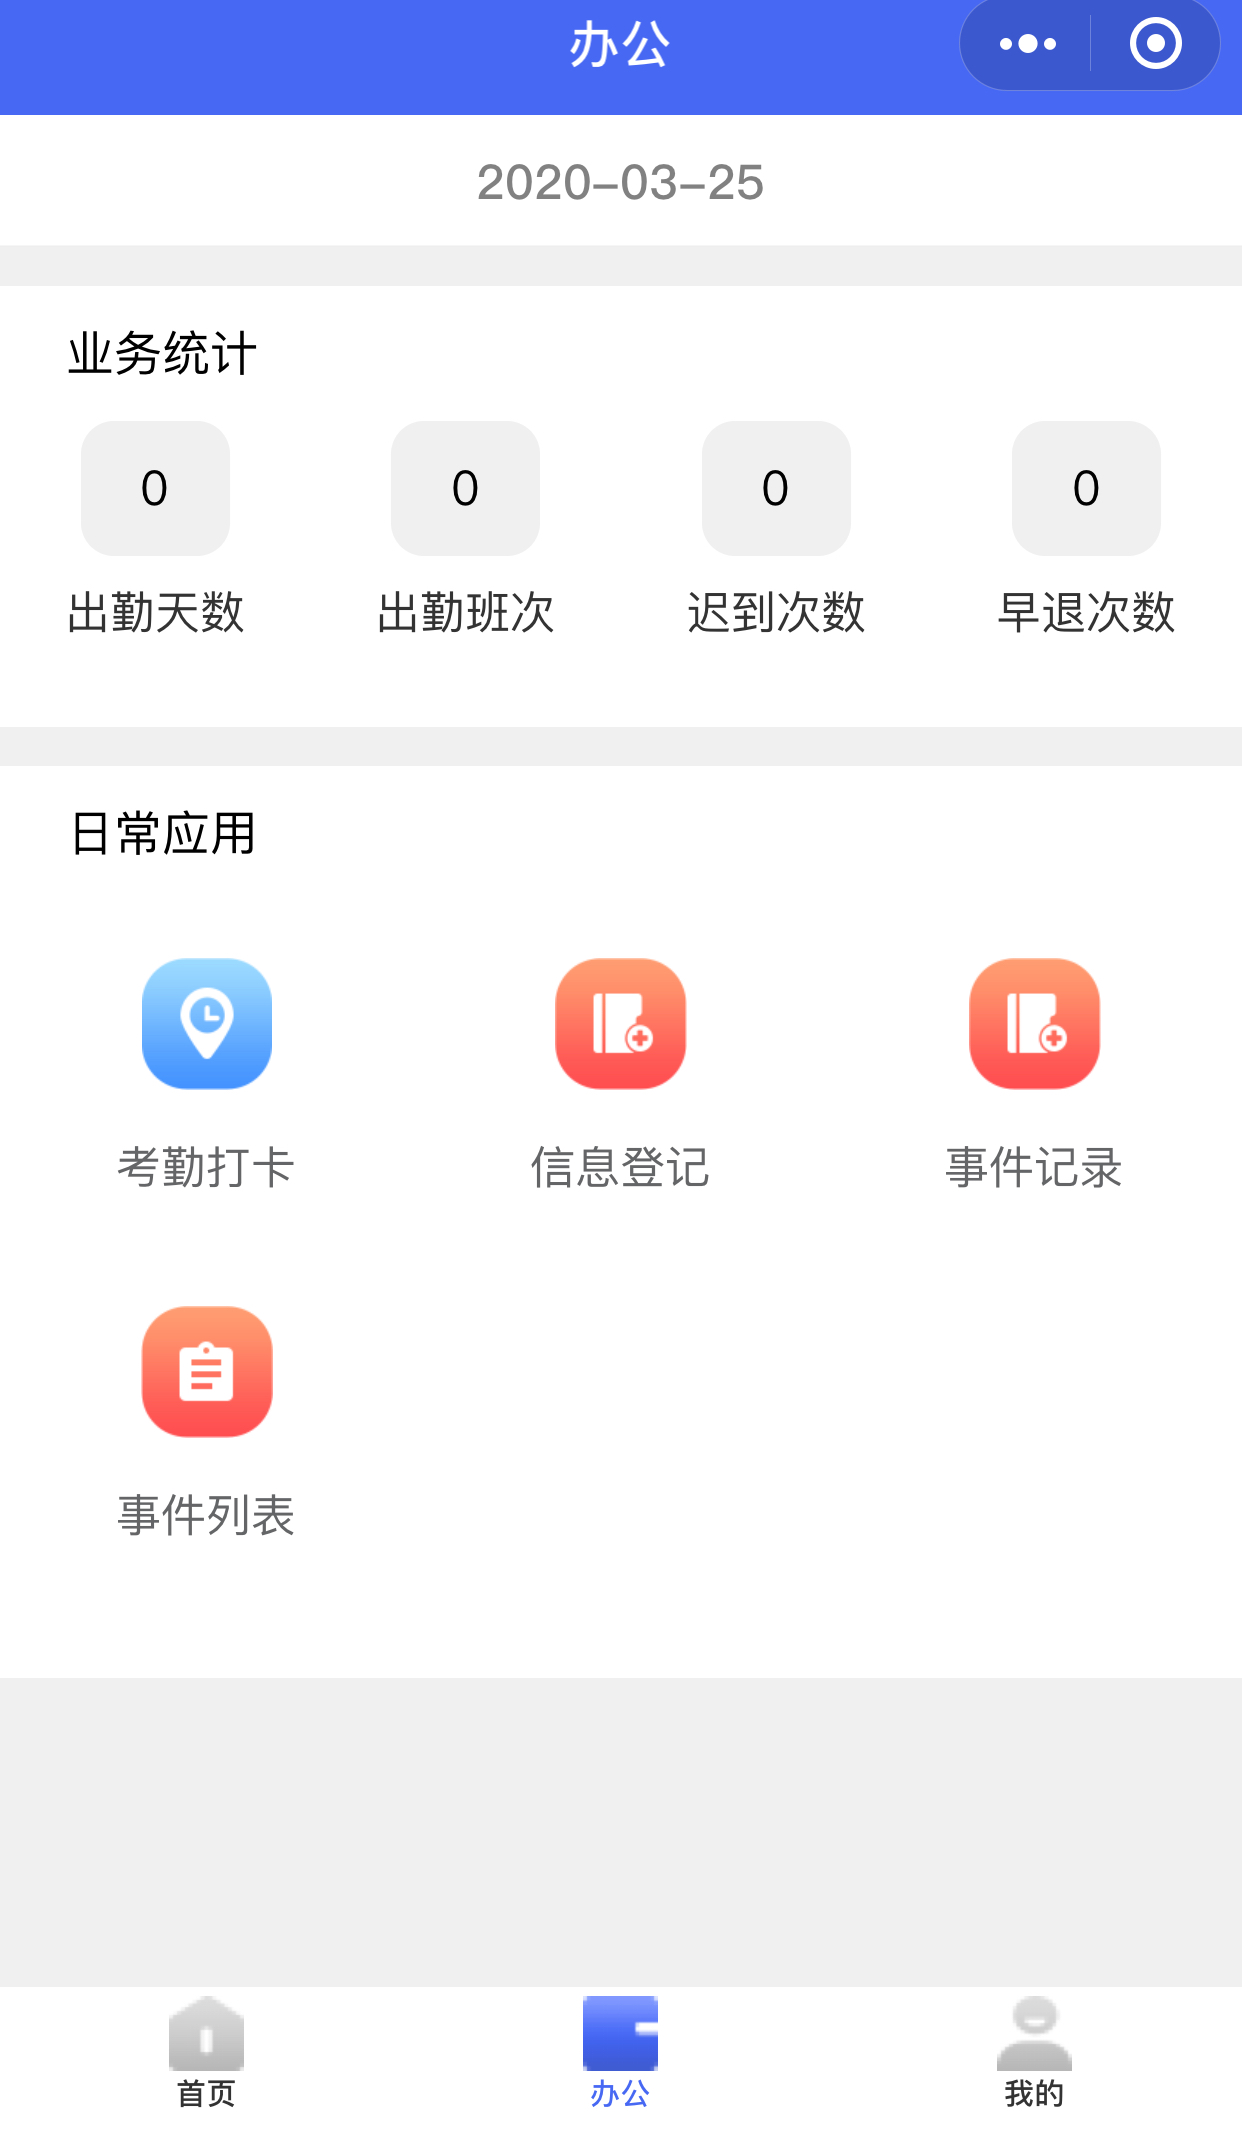 办公
2020-03-25
业务统计
0 0 0 0
出勤天数 出勤班次 迟到次数 早退次数
日常应用
考勤打卡 信息登记 事件记录
事件列表
首页 办公 我的